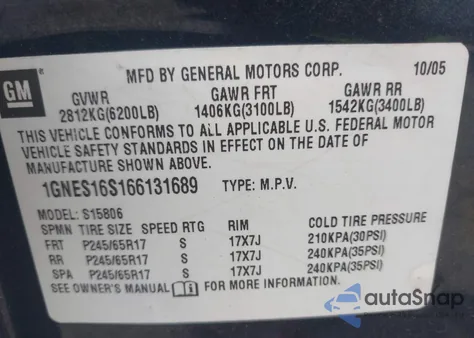 GM
MFD BY GENERAL MOTORS CORP. 10/05
GVWR GAWR FRT GAWR RR
2812KG(6200LB) 1406KG(3100LB) 1542KG(3400LB)
THIS VEHICLE CONFORMS TO ALL APPLICABLE U.S. FEDERAL MOTOR
VEHICLE SAFETY STANDARDS IN EFFECT ON THE DATE OF
MANUFACTURE SHOWN ABOVE.
1GNES16S166131689 TYPE: M.P.V.
MODEL: S15806
SPMN TIRE SIZE SPEED RTG RIM COLD TIRE PRESSURE
FRT P245/65R17 S 17X7J 210KPA(30PSI)
RR P245/65R17 S 17X7J 240KPA(35PSI)
SPA P245/65R17 S 17X7J 240KPA(35PSI)
SEE OWNER'S MANUAL FOR MORE INFORMATION.
autoSnap